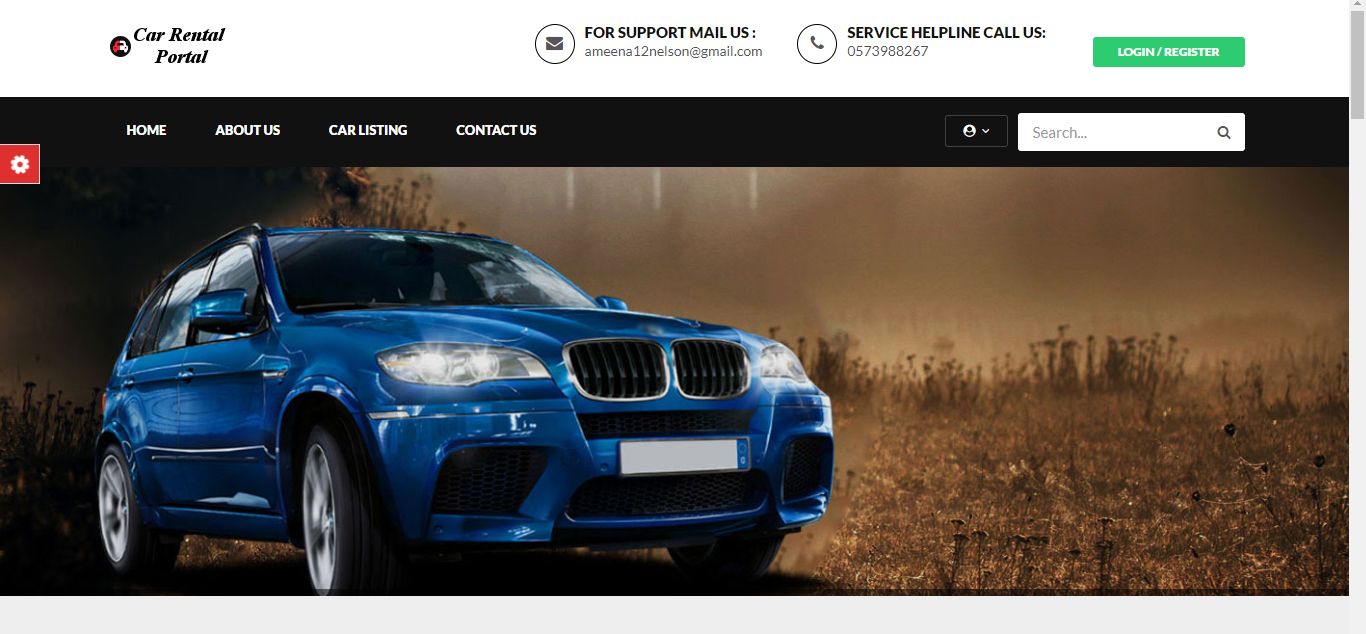 Car Rental
Portal
FOR SUPPORT MAIL US :
ameena12nelson@gmail.com
SERVICE HELPLINE CALL US:
0573988267
LOGIN / REGISTER
HOME
ABOUT US
CAR LISTING
CONTACT US
Search...